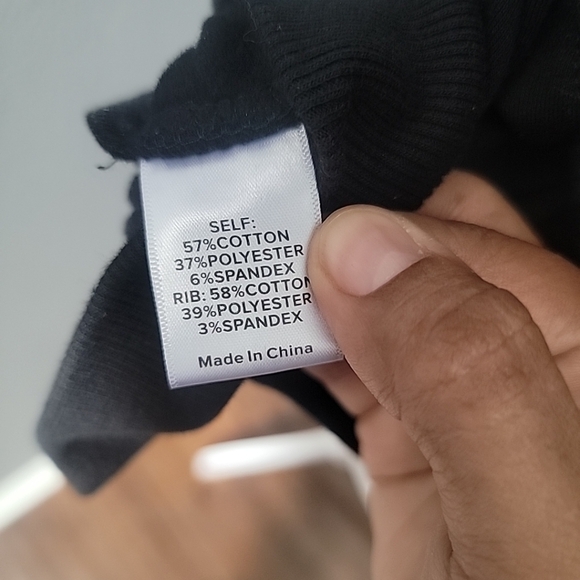 SELF:
57%COTTON
37%POLYESTER
6%SPANDEX
RIB: 58%COTTON
39%POLYESTER
3%SPANDEX
Made In China